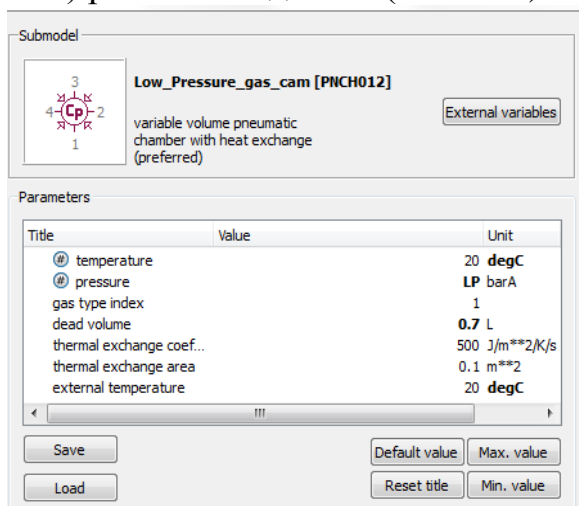 Submodel
3
4 Cp 2
1
Low_Pressure_gas_cam [PNCH012]
variable volume pneumatic
chamber with heat exchange
(preferred)
External variables
Parameters
Title Value Unit
# temperature 20 degC
# pressure LP barA
gas type index 1
dead volume 0.7 L
thermal exchange coef... 500 J/m**2/K/s
thermal exchange area 0.1 m**2
external temperature 20 degC
Save Default value Max. value
Load Reset title Min. value